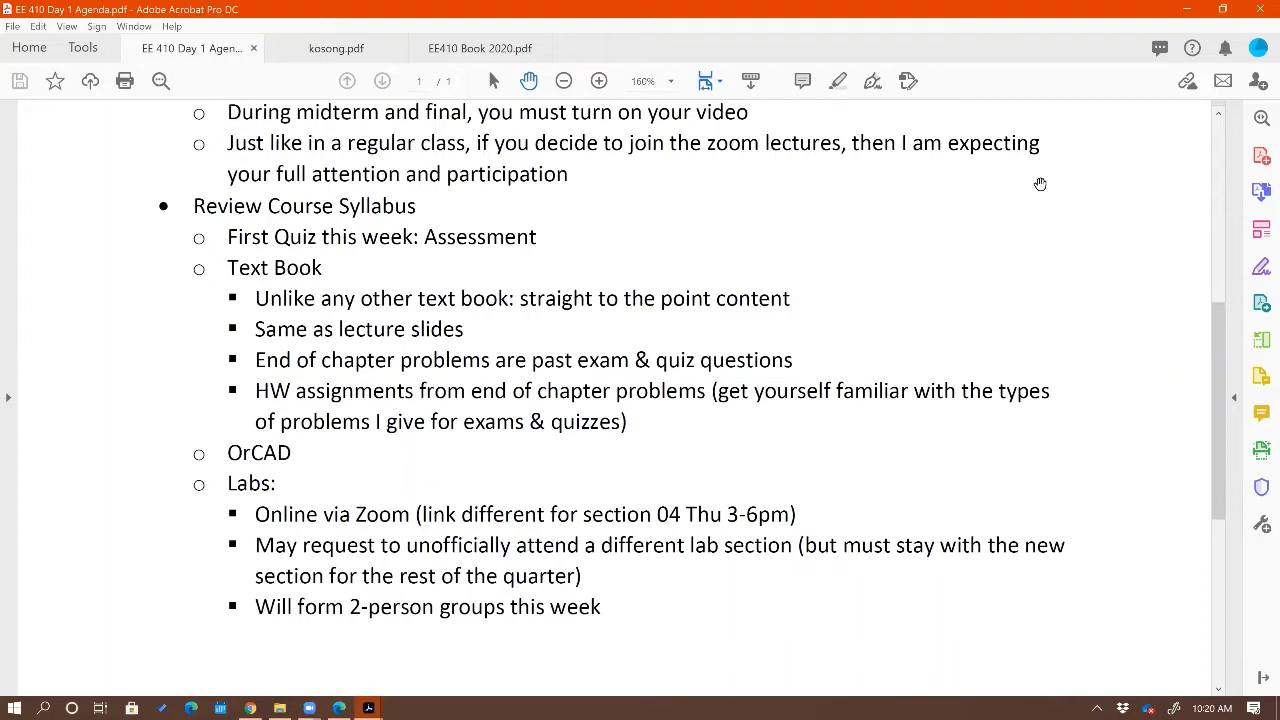 EE 410 Day 1 Agenda.pdf - Adobe Acrobat Pro DC
File Edit View Sign Window Help
Home Tools EE 410 Day 1 Agen... × kosong.pdf EE410 Book 2020.pdf
1 / 1 160%
o During midterm and final, you must turn on your video
o Just like in a regular class, if you decide to join the zoom lectures, then I am expecting
your full attention and participation
• Review Course Syllabus
o First Quiz this week: Assessment
o Text Book
▪ Unlike any other text book: straight to the point content
▪ Same as lecture slides
▪ End of chapter problems are past exam & quiz questions
▪ HW assignments from end of chapter problems (get yourself familiar with the types
of problems I give for exams & quizzes)
o OrCAD
o Labs:
▪ Online via Zoom (link different for section 04 Thu 3-6pm)
▪ May request to unofficially attend a different lab section (but must stay with the new
section for the rest of the quarter)
▪ Will form 2-person groups this week
10:20 AM